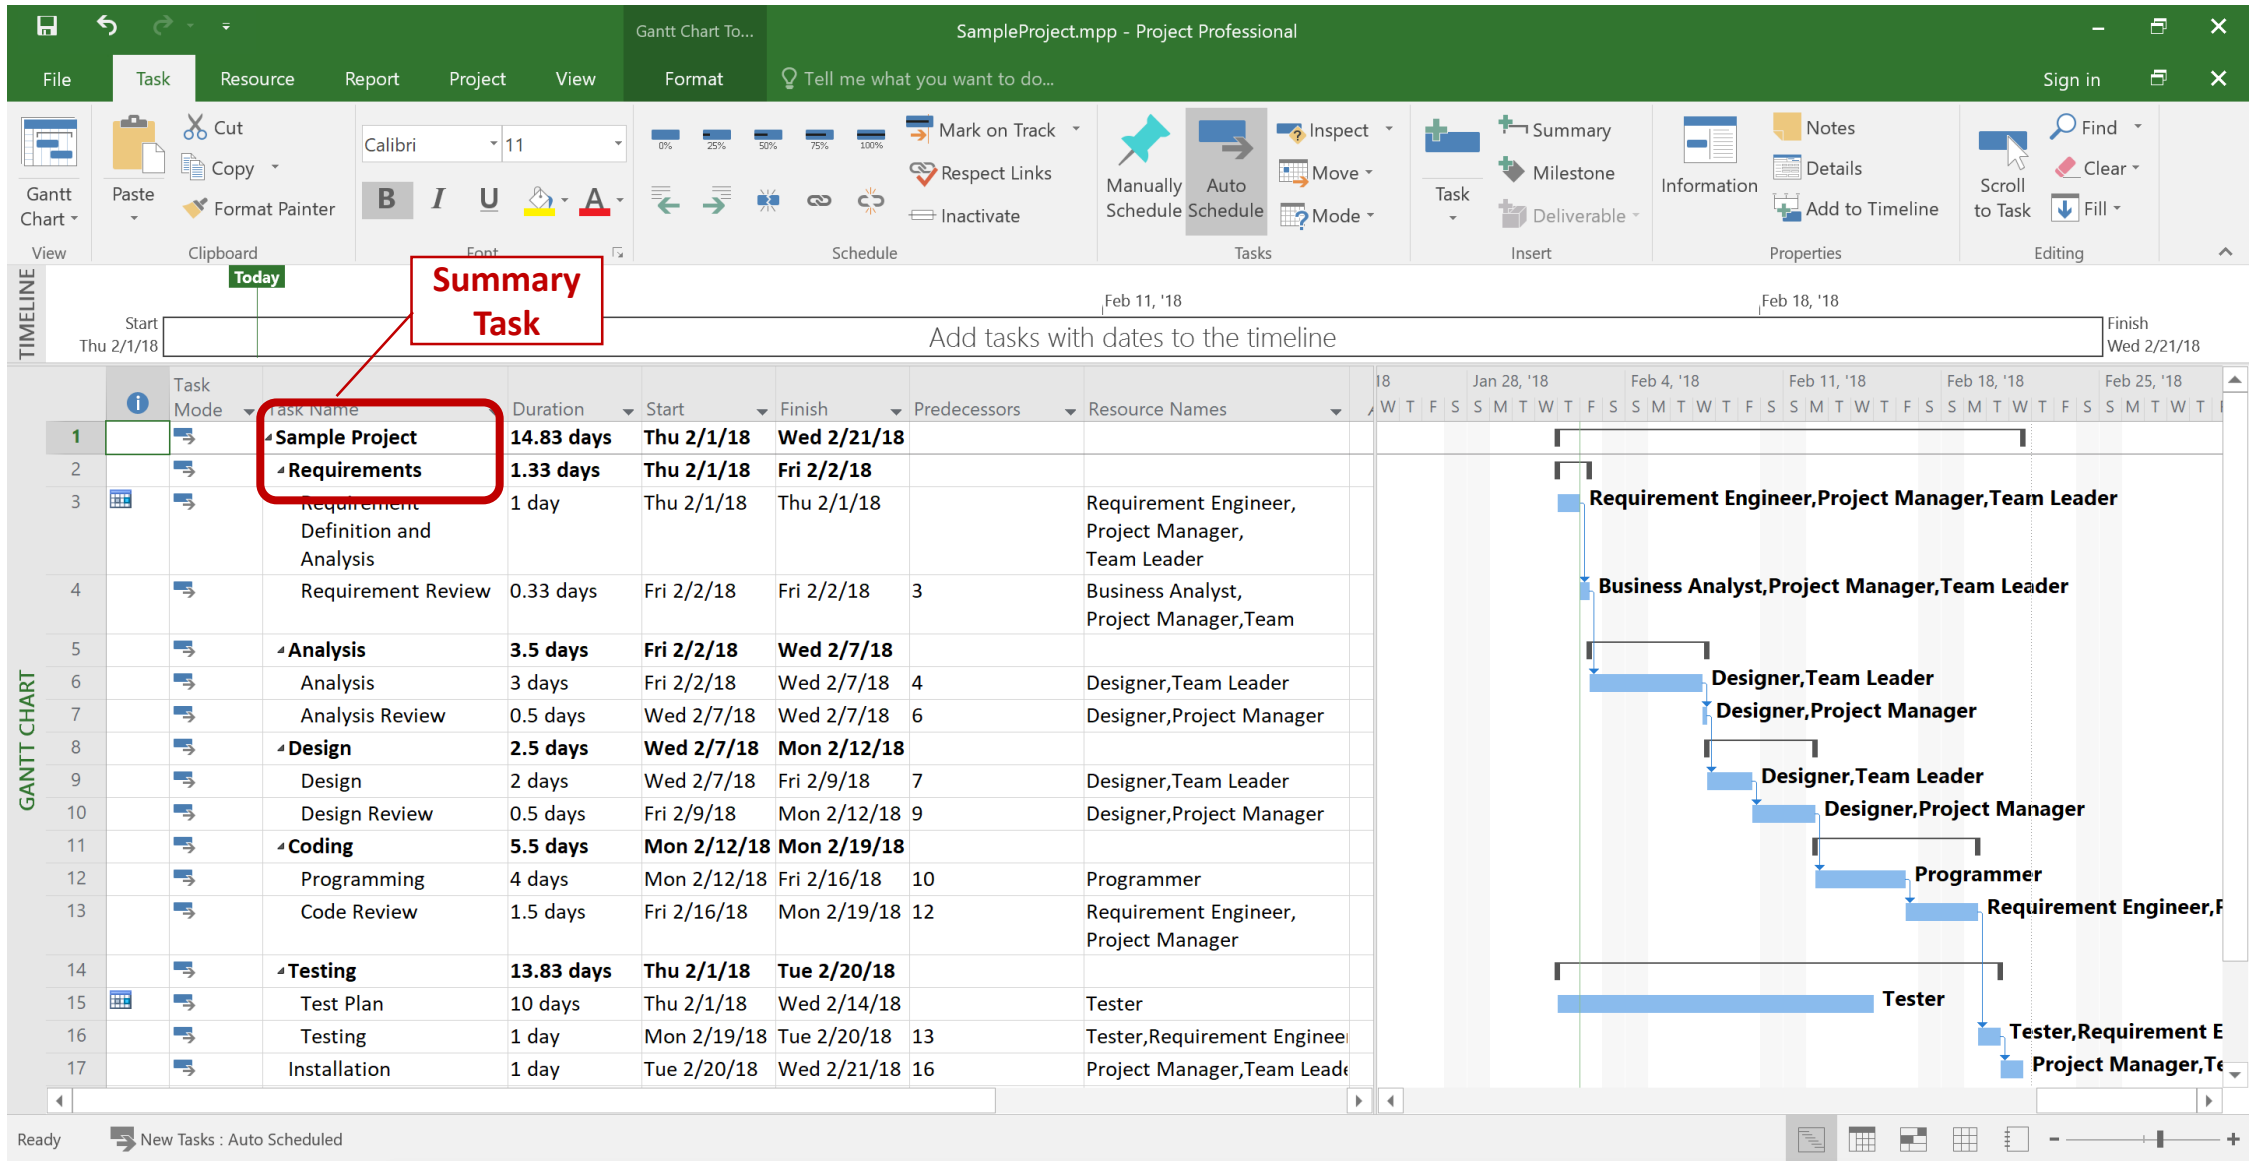 Gantt Chart To...
SampleProject.mpp - Project Professional
File Task Resource Report Project View Format Tell me what you want to do... Sign in
Gantt Chart
Paste
Cut
Copy
Format Painter
Calibri 11
B I U A
0% 25% 50% 75% 100%
Mark on Track
Respect Links
Inactivate
Manually Schedule
Auto Schedule
Inspect
Move
Mode
Task
Summary
Milestone
Deliverable
Information
Notes
Details
Add to Timeline
Scroll to Task
Find
Clear
Fill
View Clipboard Font Schedule Tasks Insert Properties Editing
Summary
Task
TIMELINE
Today
Feb 11, '18 Feb 18, '18
Start
Thu 2/1/18
Add tasks with dates to the timeline
Finish
Wed 2/21/18
GANTT CHART
Task Mode Task Name Duration Start Finish Predecessors Resource Names
18 Jan 28, '18 Feb 4, '18 Feb 11, '18 Feb 18, '18 Feb 25, '18
W T F S S M T W T F S S M T W T F S S M T W T F S S M T W T F S S M T W T
1 Sample Project 14.83 days Thu 2/1/18 Wed 2/21/18
2 Requirements 1.33 days Thu 2/1/18 Fri 2/2/18
3 Requirement 1 day Thu 2/1/18 Thu 2/1/18 Requirement Engineer,
Definition and Project Manager,
Analysis Team Leader
Requirement Engineer,Project Manager,Team Leader
4 Requirement Review 0.33 days Fri 2/2/18 Fri 2/2/18 3 Business Analyst,
Project Manager,Team
Business Analyst,Project Manager,Team Leader
5 Analysis 3.5 days Fri 2/2/18 Wed 2/7/18
6 Analysis 3 days Fri 2/2/18 Wed 2/7/18 4 Designer,Team Leader Designer,Team Leader
7 Analysis Review 0.5 days Wed 2/7/18 Wed 2/7/18 6 Designer,Project Manager Designer,Project Manager
8 Design 2.5 days Wed 2/7/18 Mon 2/12/18
9 Design 2 days Wed 2/7/18 Fri 2/9/18 7 Designer,Team Leader Designer,Team Leader
10 Design Review 0.5 days Fri 2/9/18 Mon 2/12/18 9 Designer,Project Manager Designer,Project Manager
11 Coding 5.5 days Mon 2/12/18 Mon 2/19/18
12 Programming 4 days Mon 2/12/18 Fri 2/16/18 10 Programmer Programmer
13 Code Review 1.5 days Fri 2/16/18 Mon 2/19/18 12 Requirement Engineer,
Project Manager
Requirement Engineer,
14 Testing 13.83 days Thu 2/1/18 Tue 2/20/18
15 Test Plan 10 days Thu 2/1/18 Wed 2/14/18 Tester Tester
16 Testing 1 day Mon 2/19/18 Tue 2/20/18 13 Tester,Requirement Tester,Requirement
17 Installation 1 day Tue 2/20/18 Wed 2/21/18 16 Project Manager,Team Project Manager,
Ready New Tasks : Auto Scheduled